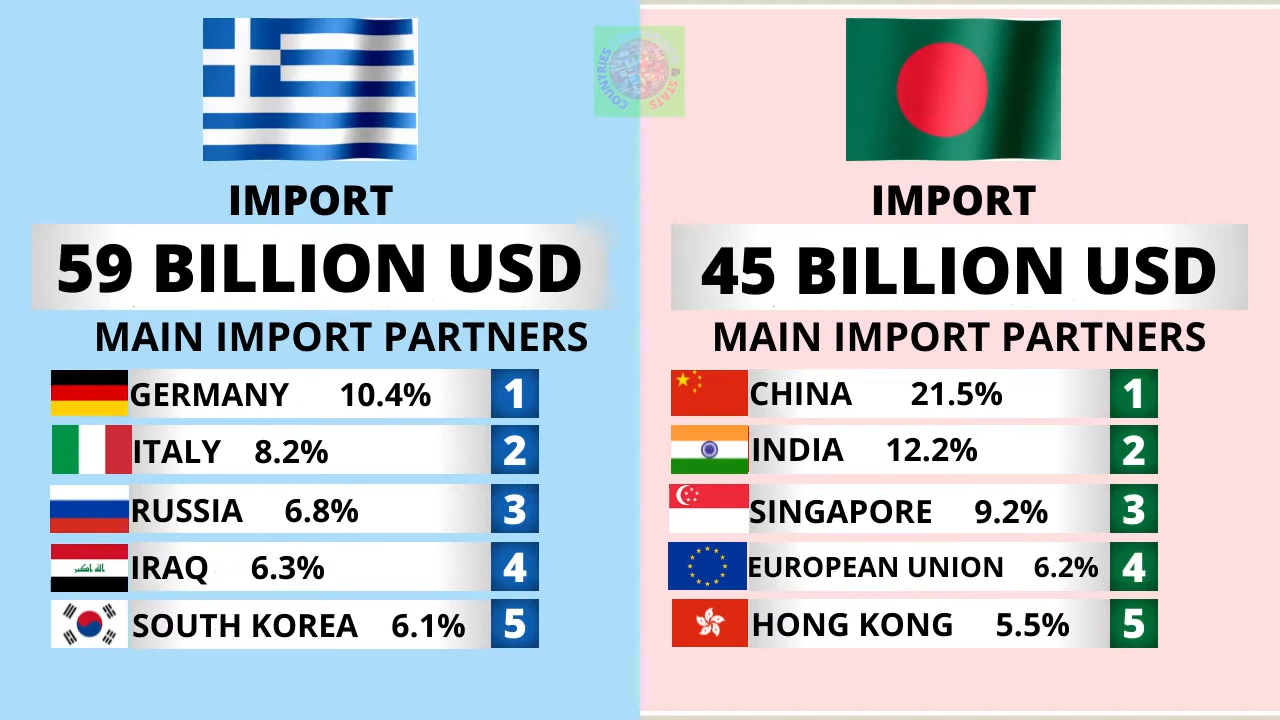 COUNTRIES & STATS
IMPORT
59 BILLION USD
MAIN IMPORT PARTNERS
GERMANY 10.4% 1
ITALY 8.2% 2
RUSSIA 6.8% 3
IRAQ 6.3% 4
SOUTH KOREA 6.1% 5
IMPORT
45 BILLION USD
MAIN IMPORT PARTNERS
CHINA 21.5% 1
INDIA 12.2% 2
SINGAPORE 9.2% 3
EUROPEAN UNION 6.2% 4
HONG KONG 5.5% 5